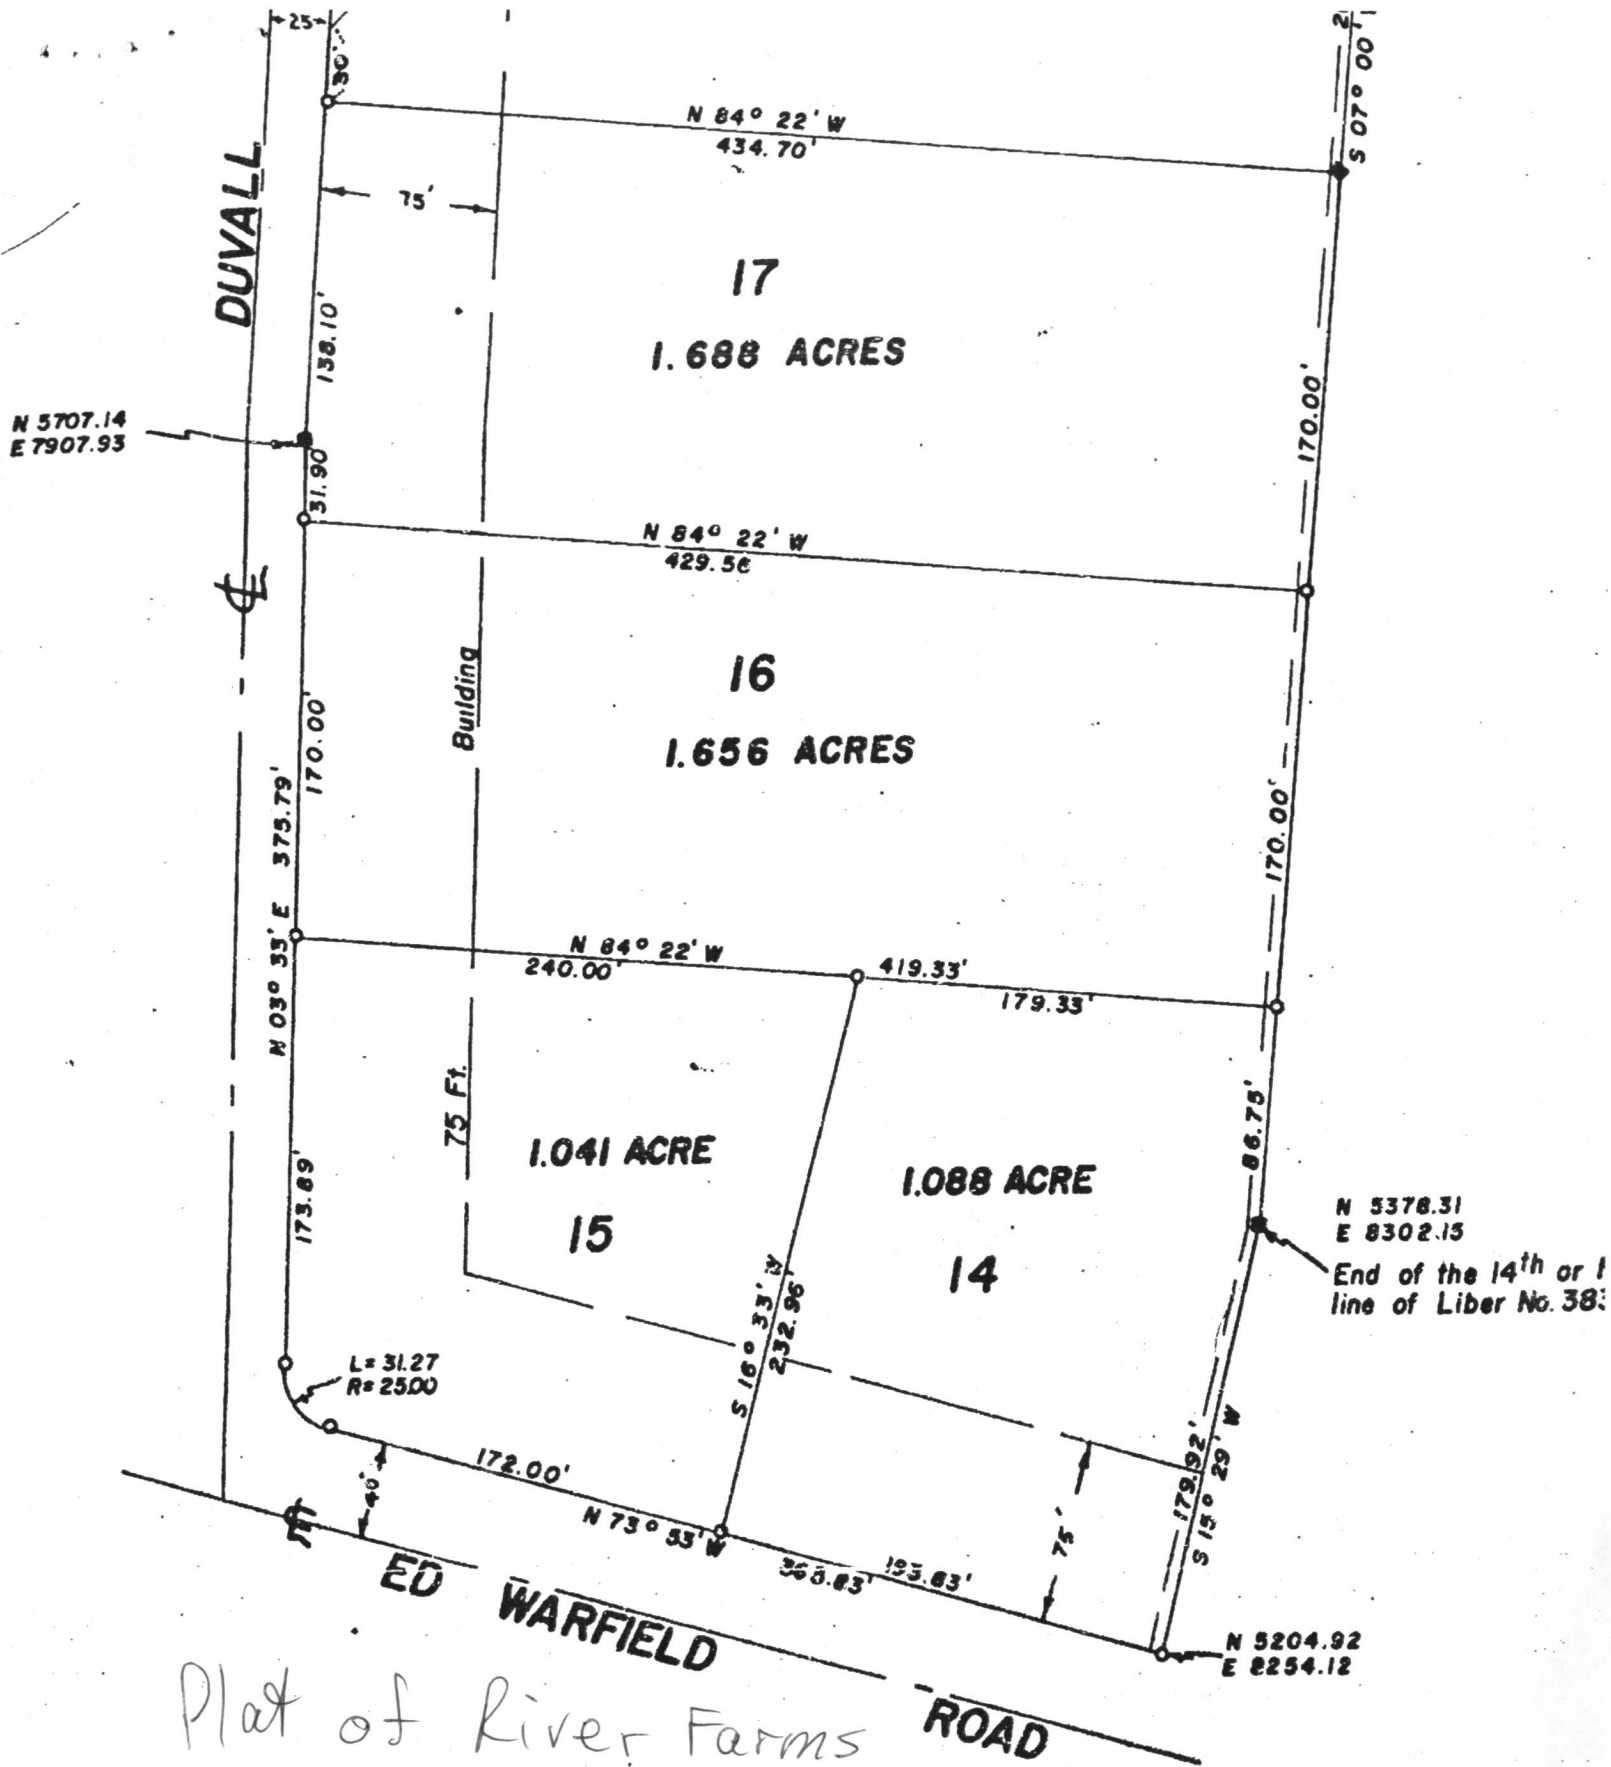 25
30'
2
S 07° 00'
N 84° 22' W
434.70'
75'
DUVALL
17
1.688 ACRES
138.10'
170.00'
N 5707.14
E 7907.93
31.90'
N 84° 22' W
429.56
℄
16
Building
1.656 ACRES
170.00'
170.00'
N 03° 33' E 375.79'
N 84° 22' W
240.00'
419.33'
179.33'
75 Ft.
86.75'
1.041 ACRE
15
1.088 ACRE
14
173.89'
N 5378.31
E 8302.15
End of the 14th or
line of Liber No. 383
S 16° 33' W
232.96'
L= 31.27
R= 25.00
172.00'
40'
N 73° 53' W
193.83'
75'
179.92'
S 15° 29' W
℄
ED WARFIELD ROAD
N 5204.92
E 8254.12
Plat of River Farms